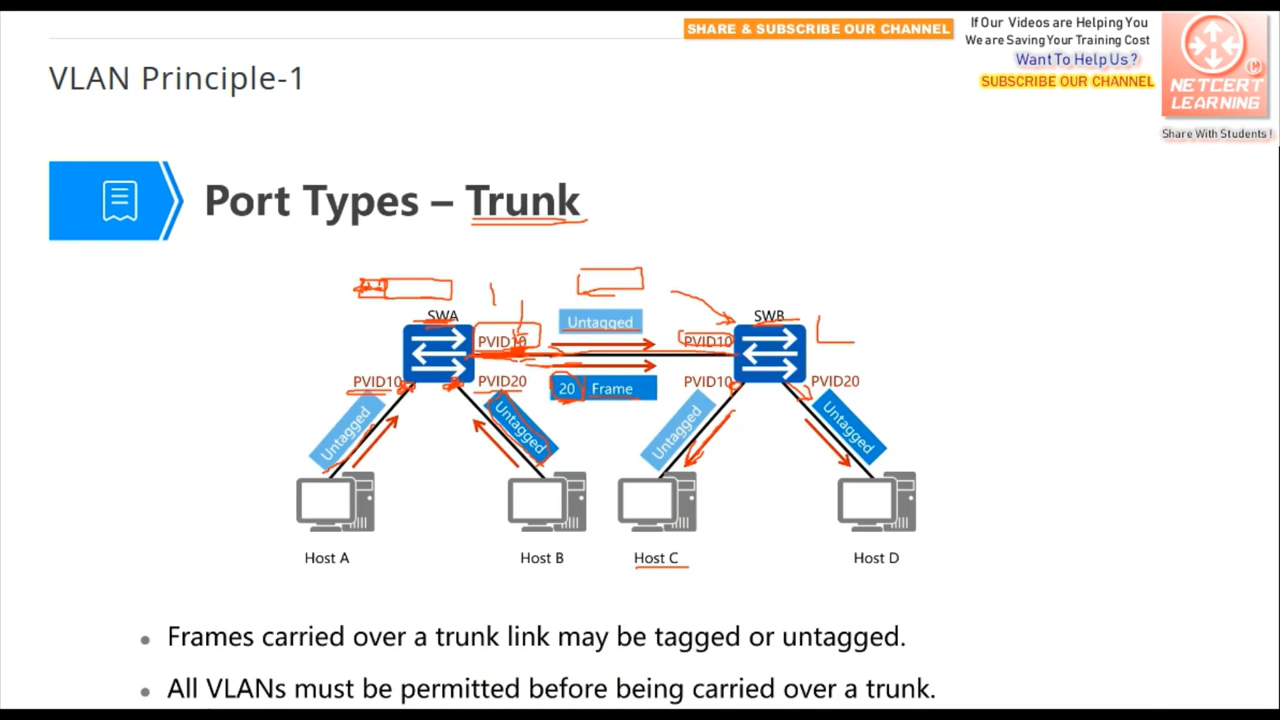 SHARE & SUBSCRIBE OUR CHANNEL
If Our Videos are Helping You
We are Saving Your Training Cost
Want To Help Us ?
SUBSCRIBE OUR CHANNEL
©
NETCERT
LEARNING
Share With Students !
VLAN Principle-1
Port Types – Trunk
SWA
Untagged
SWB
PVID10
PVID10
PVID10
PVID20
20 Frame
PVID10
PVID20
Untagged
Untagged
Untagged
Untagged
Host A
Host B
Host C
Host D
• Frames carried over a trunk link may be tagged or untagged.
• All VLANs must be permitted before being carried over a trunk.